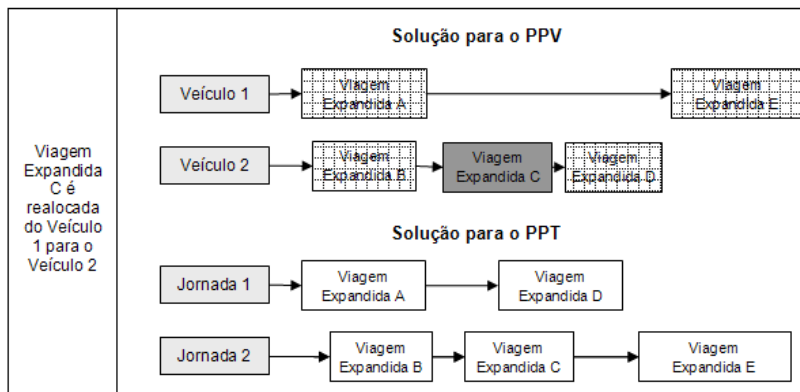 Viagem
Expandida
C é
realocada
do Veículo
1 para o
Veículo 2
Solução para o PPV
Veículo 1
Viagem
Expandida A
Viagem
Expandida E
Veículo 2
Viagem
Expandida B
Viagem
Expandida C
Viagem
Expandida D
Solução para o PPT
Jornada 1
Viagem
Expandida A
Viagem
Expandida D
Jornada 2
Viagem
Expandida B
Viagem
Expandida C
Viagem
Expandida E